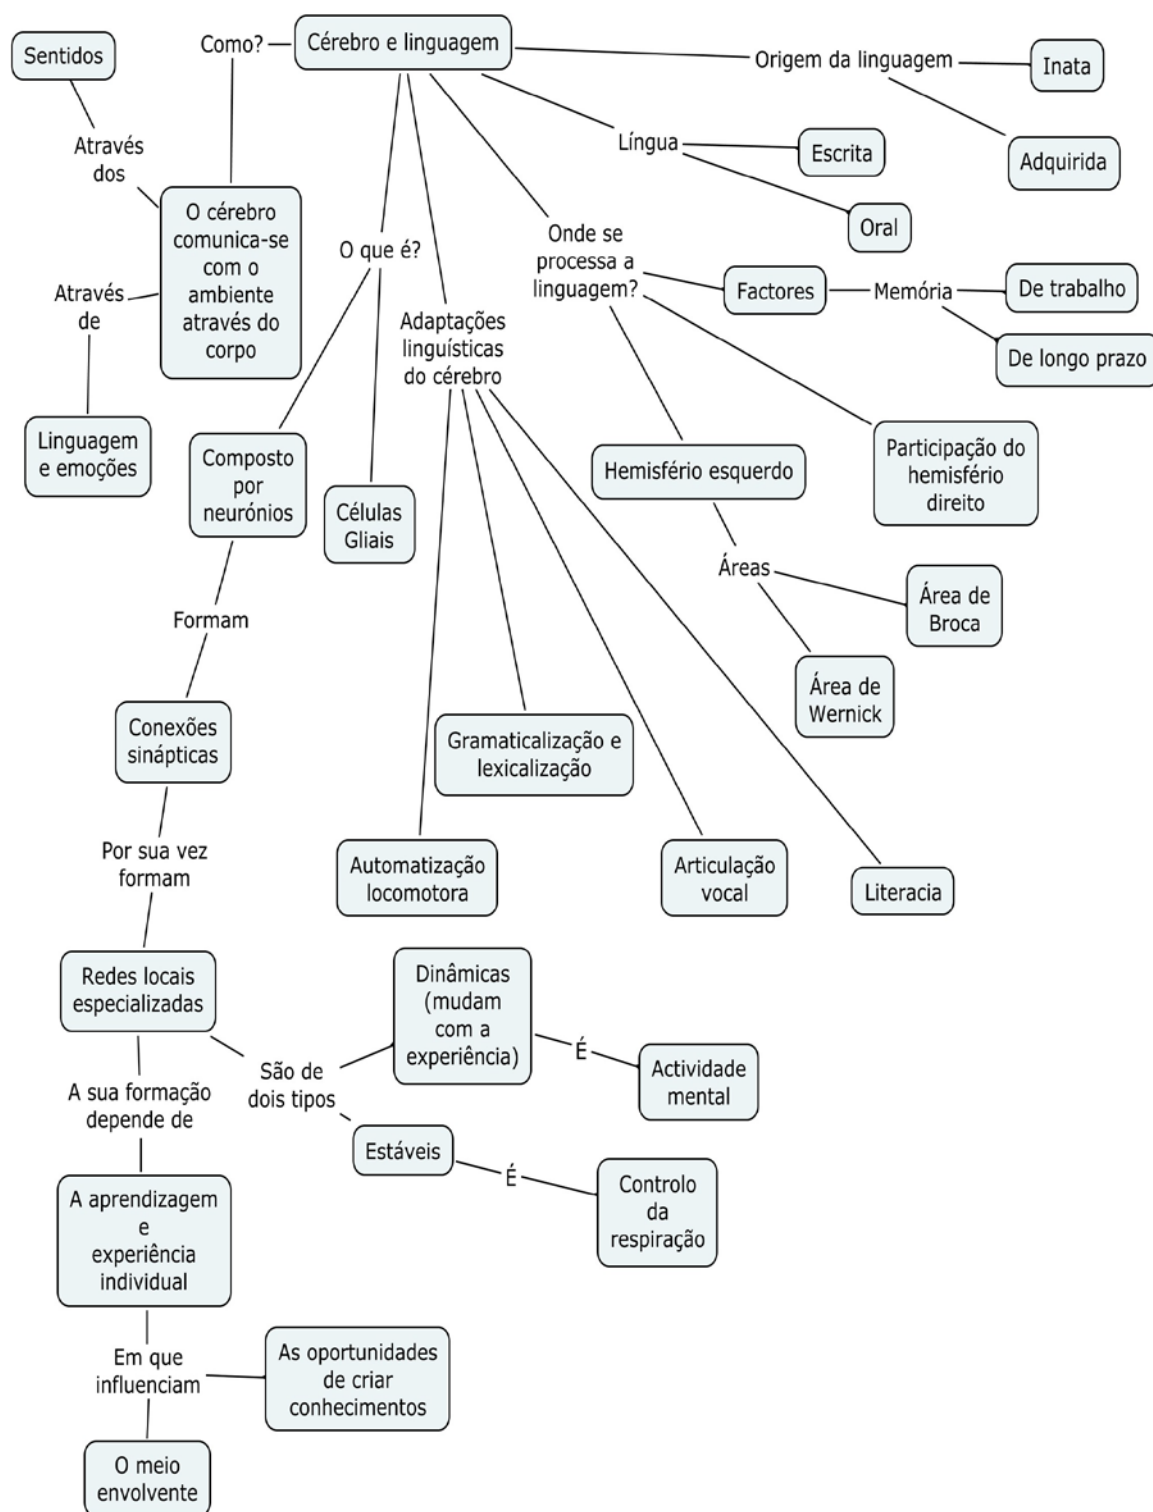 Cérebro e linguagem
Como?
Sentidos
Através
dos
O cérebro
comunica-se
com o
ambiente
através do
corpo
Através
de
Linguagem
e emoções
O que é?
Composto
por
neurónios
Células
Gliais
Formam
Conexões
sinápticas
Por sua vez
formam
Redes locais
especializadas
A sua formação
depende de
A aprendizagem
e
experiência
individual
Em que
influenciam
As oportunidades
de criar
conhecimentos
O meio
envolvente
São de
dois tipos
Dinâmicas
(mudam
com a
experiência)
É
Actividade
mental
Estáveis
É
Controlo
da
respiração
Adaptações
linguísticas
do cérebro
Automatização
locomotora
Gramaticalização e
lexicalização
Articulação
vocal
Literacia
Onde se
processa a
linguagem?
Factores
Memória
De trabalho
De longo prazo
Participação do
hemisfério
direito
Hemisfério esquerdo
Áreas
Área de
Broca
Área de
Wernick
Língua
Escrita
Oral
Origem da linguagem
Inata
Adquirida